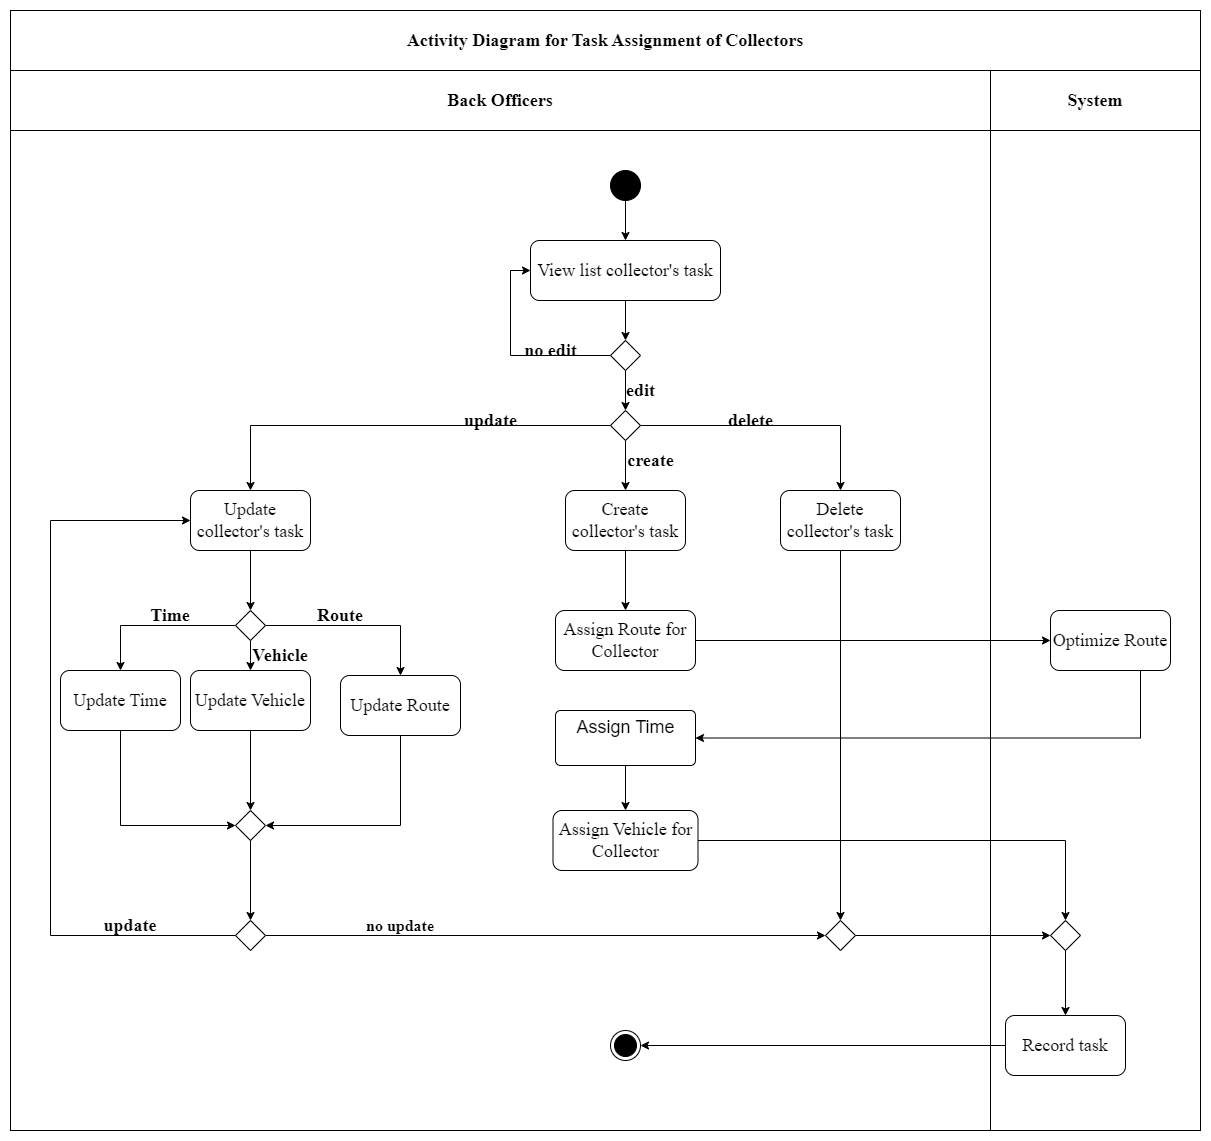 Activity Diagram for Task Assignment of Collectors
Back Officers
System
View list collector's task
no edit
edit
update
delete
create
Update
collector's task
Create
collector's task
Delete
collector's task
Time
Route
Vehicle
Assign Route for
Collector
Optimize Route
Update Time
Update Vehicle
Update Route
Assign Time
Assign Vehicle for
Collector
update
no update
Record task